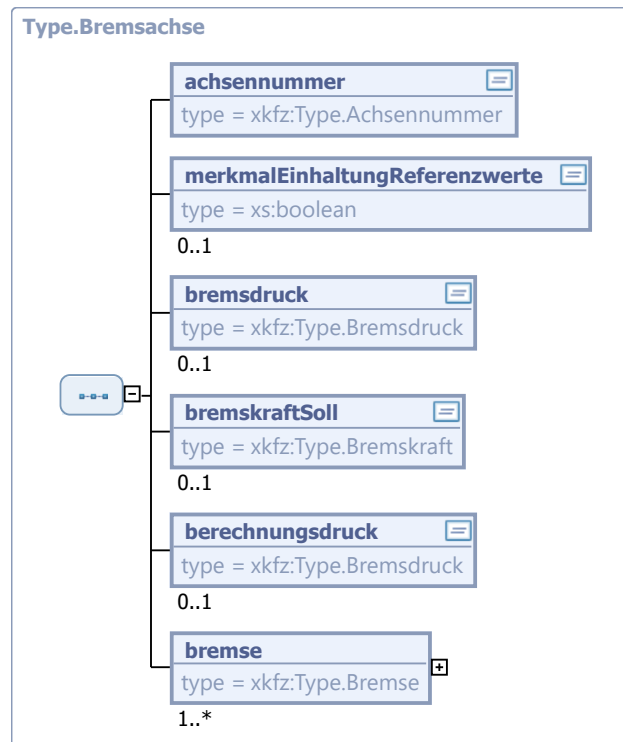 Type.Bremsachse
achsennummer
type = xkfz:Type.Achsennummer
merkmalEinhaltungReferenzwerte
type = xs:boolean
0..1
bremsdruck
type = xkfz:Type.Bremsdruck
0..1
bremskraftSoll
type = xkfz:Type.Bremskraft
0..1
berechnungsdruck
type = xkfz:Type.Bremsdruck
0..1
bremse
type = xkfz:Type.Bremse
1..*